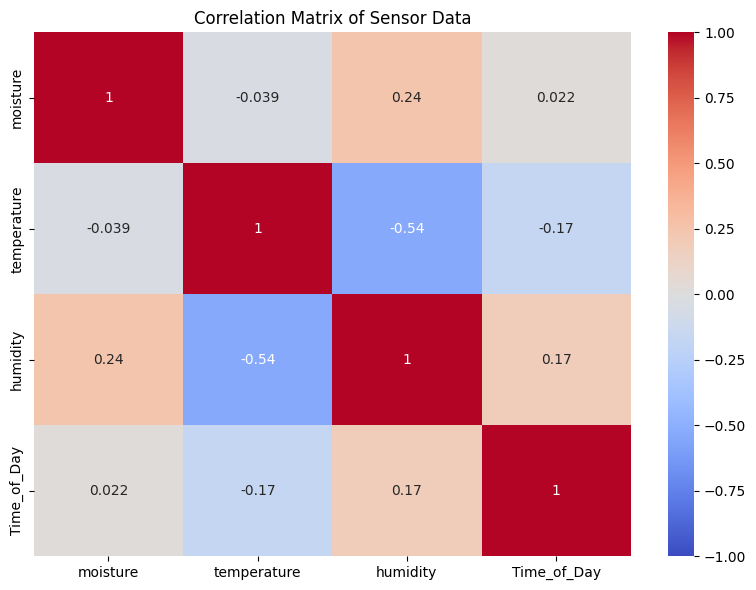 Correlation Matrix of Sensor Data
moisture
1
-0.039
0.24
0.022
temperature
-0.039
1
-0.54
-0.17
humidity
0.24
-0.54
1
0.17
Time_of_Day
0.022
-0.17
0.17
1
moisture
temperature
humidity
Time_of_Day
1.00
0.75
0.50
0.25
0.00
−0.25
−0.50
−0.75
−1.00